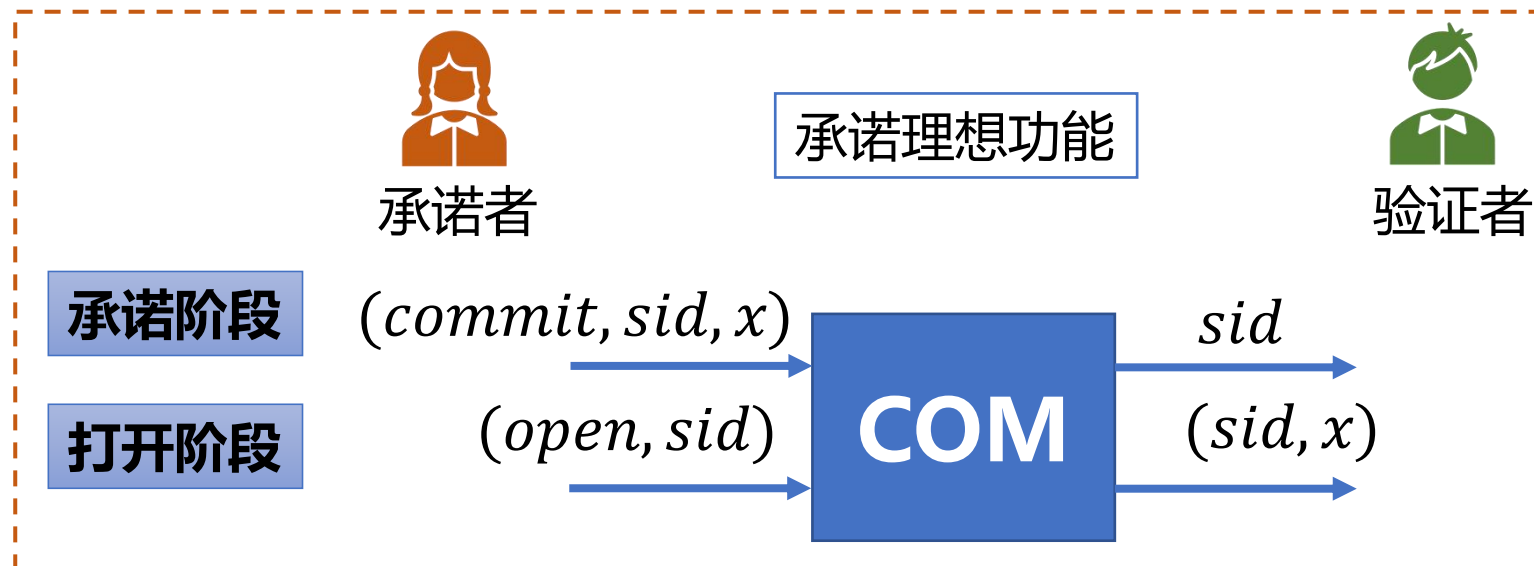 承诺理想功能
承诺者
验证者
承诺阶段
(commit, sid, x)
sid
打开阶段
(open, sid)
COM
(sid, x)